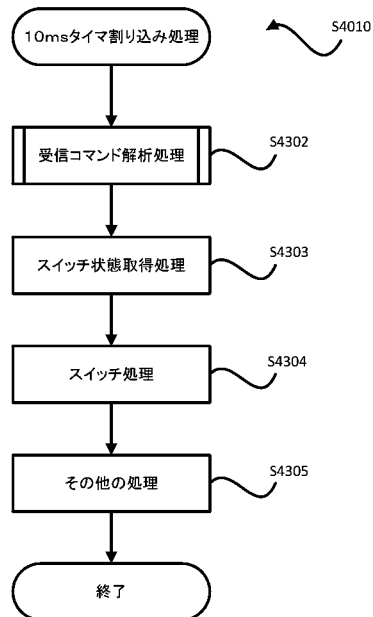 10msタイマ割り込み処理
S4010
受信コマンド解析処理
S4302
スイッチ状態取得処理
S4303
スイッチ処理
S4304
その他の処理
S4305
終了